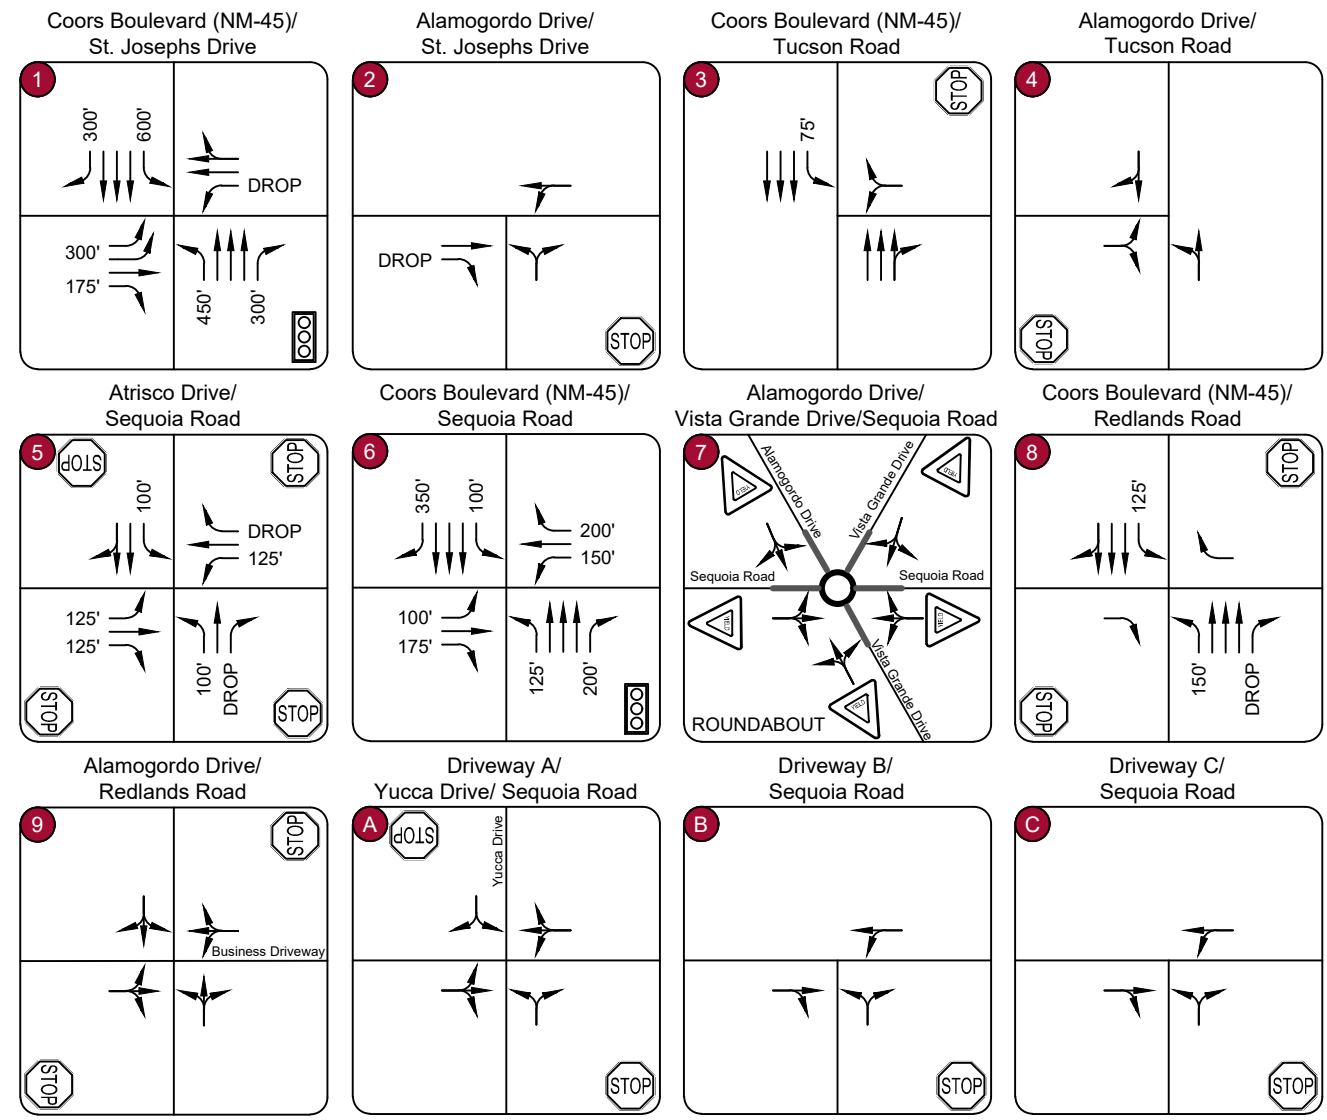 Coors Boulevard (NM-45)/
St. Josephs Drive
1
300'
600'
DROP
300'
175'
450'
300'
Alamogordo Drive/
St. Josephs Drive
2
DROP
STOP
Coors Boulevard (NM-45)/
Tucson Road
3
75'
STOP
Alamogordo Drive/
Tucson Road
4
STOP
Atrisco Drive/
Sequoia Road
5
STOP
STOP
100'
DROP
125'
125'
125'
100'
DROP
STOP
STOP
Coors Boulevard (NM-45)/
Sequoia Road
6
350'
100'
200'
150'
100'
175'
125'
200'
Alamogordo Drive/
Vista Grande Drive/Sequoia Road
7
YIELD
Alamogordo Drive
Vista Grande Drive
YIELD
Sequoia Road
Sequoia Road
YIELD
YIELD
Vista Grande Drive
YIELD
ROUNDABOUT
Coors Boulevard (NM-45)/
Redlands Road
8
STOP
125'
150'
DROP
STOP
Alamogordo Drive/
Redlands Road
9
STOP
Business Driveway
STOP
Driveway A/
Yucca Drive/ Sequoia Road
A
STOP
Yucca Drive
STOP
Driveway B/
Sequoia Road
B
STOP
Driveway C/
Sequoia Road
C
STOP